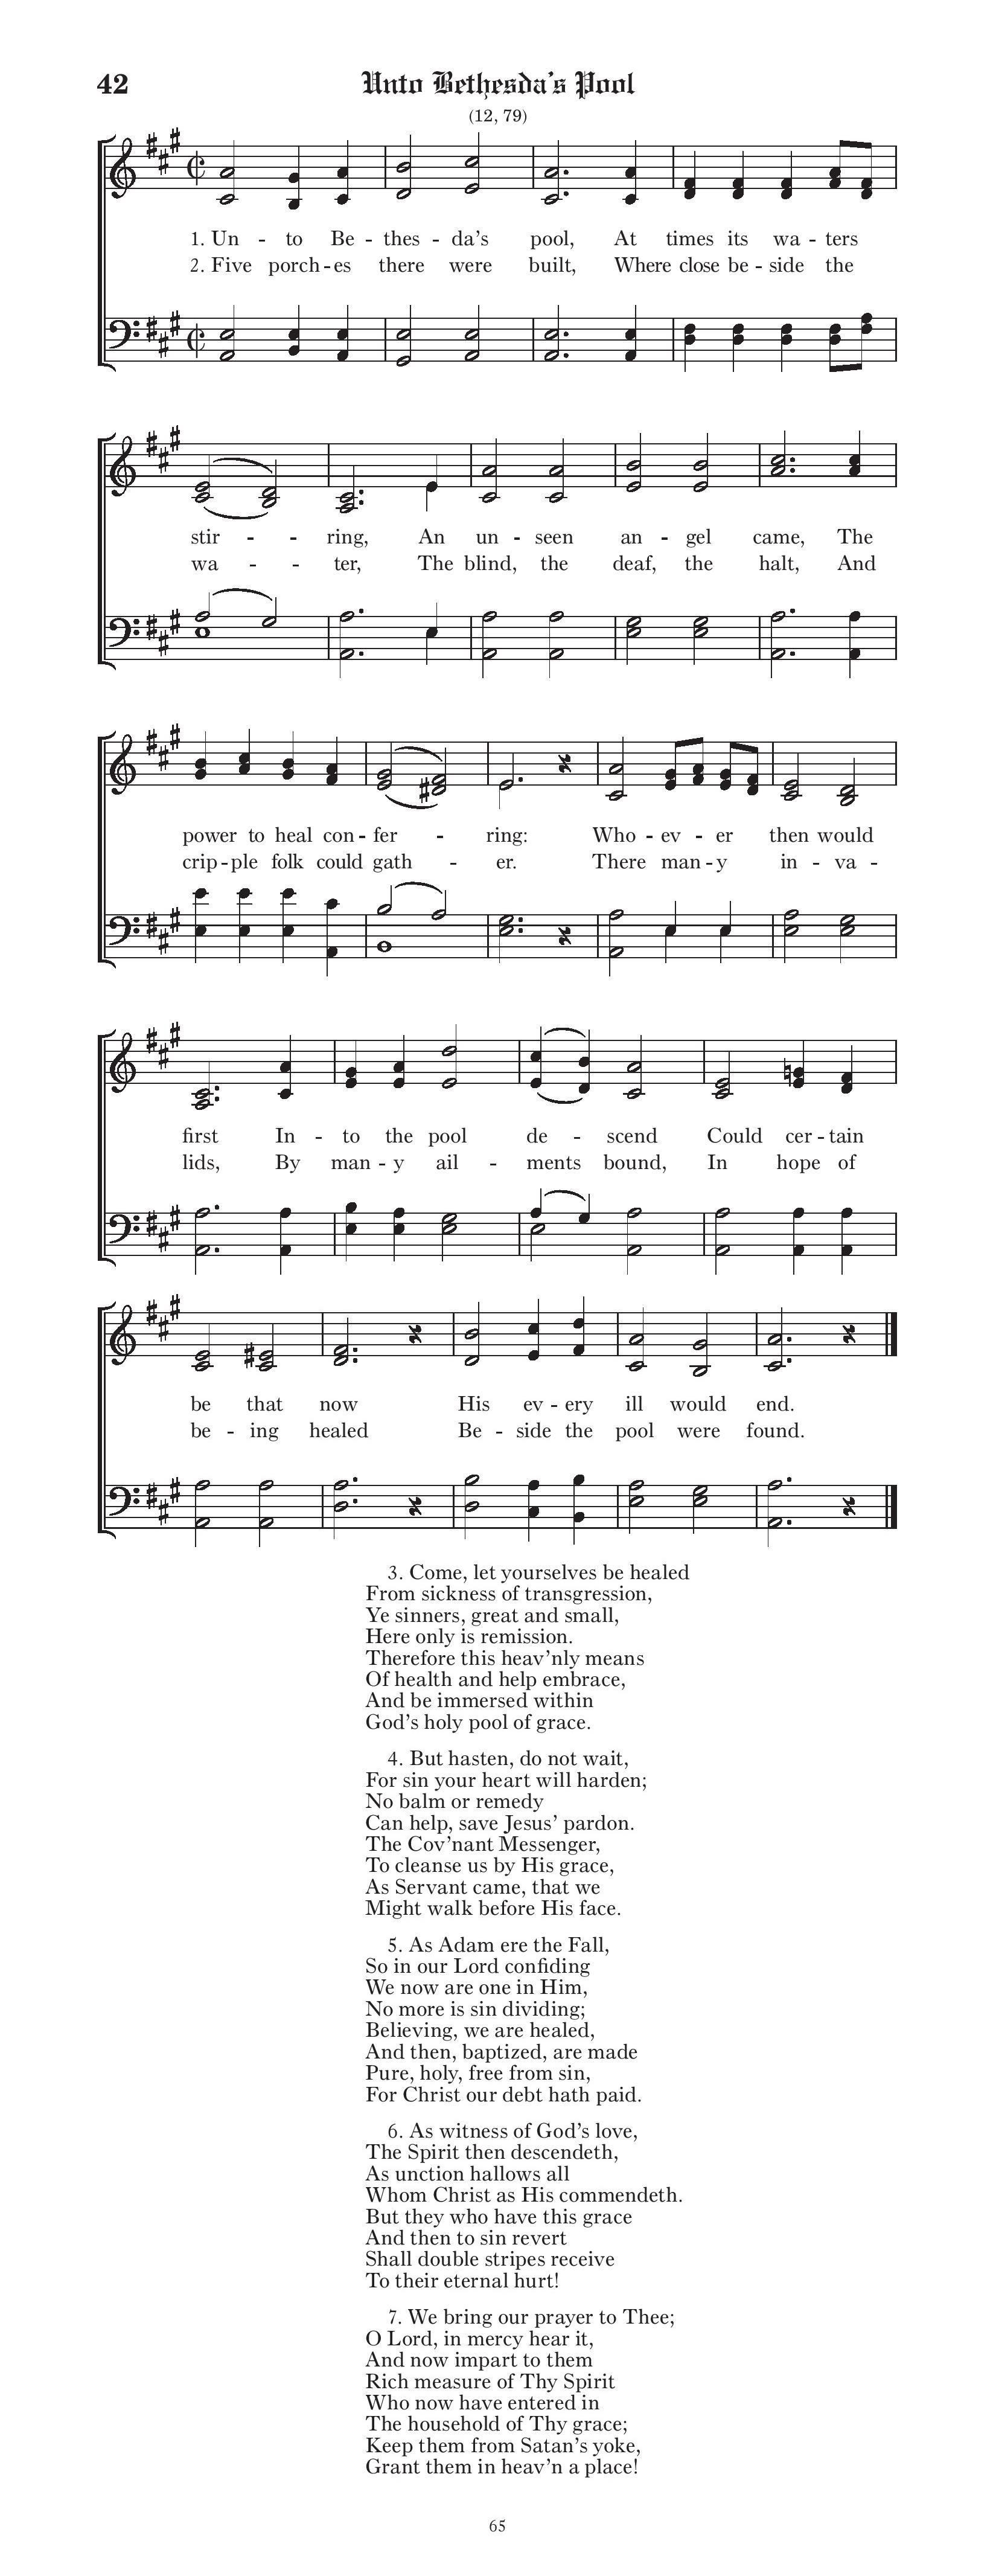 42
Unto Bethesda's Pool
(12, 79)
1. Un - to Be - thes - da's pool, At times its wa - ters
2. Five porch - es there were built, Where close be - side the
stir - - ring, An un - seen an - gel came, The
wa - - ter, The blind, the deaf, the halt, And
power to heal con - fer - ring: Who - ev - er then would
crip - ple folk could gath - er. There man - y in - va -
first In - to the pool de - scend Could cer - tain
lids, By man - y ail - ments bound, In hope of
be that now His ev - ery ill would end.
be - ing healed Be - side the pool were found.
3. Come, let yourselves be healed
From sickness of transgression,
Ye sinners, great and small,
Here only is remission.
Therefore this heav'nly means
Of health and help embrace,
And be immersed within
God's holy pool of grace.
4. But hasten, do not wait,
For sin your heart will harden;
No balm or remedy
Can help, save Jesus' pardon.
The Cov'nant Messenger,
To cleanse us by His grace,
As Servant came, that we
Might walk before His face.
5. As Adam ere the Fall,
So in our Lord confiding
We now are one in Him,
No more is sin dividing;
Believing, we are healed,
And then, baptized, are made
Pure, holy, free from sin,
For Christ our debt hath paid.
6. As witness of God's love,
The Spirit then descendeth,
As unction hallows all
Whom Christ as His commendeth.
But they who have this grace
And then to sin revert
Shall double stripes receive
To their eternal hurt!
7. We bring our prayer to Thee;
O Lord, in mercy hear it,
And now impart to them
Rich measure of Thy Spirit
Who now have entered in
The household of Thy grace;
Keep them from Satan's yoke,
Grant them in heav'n a place!
65